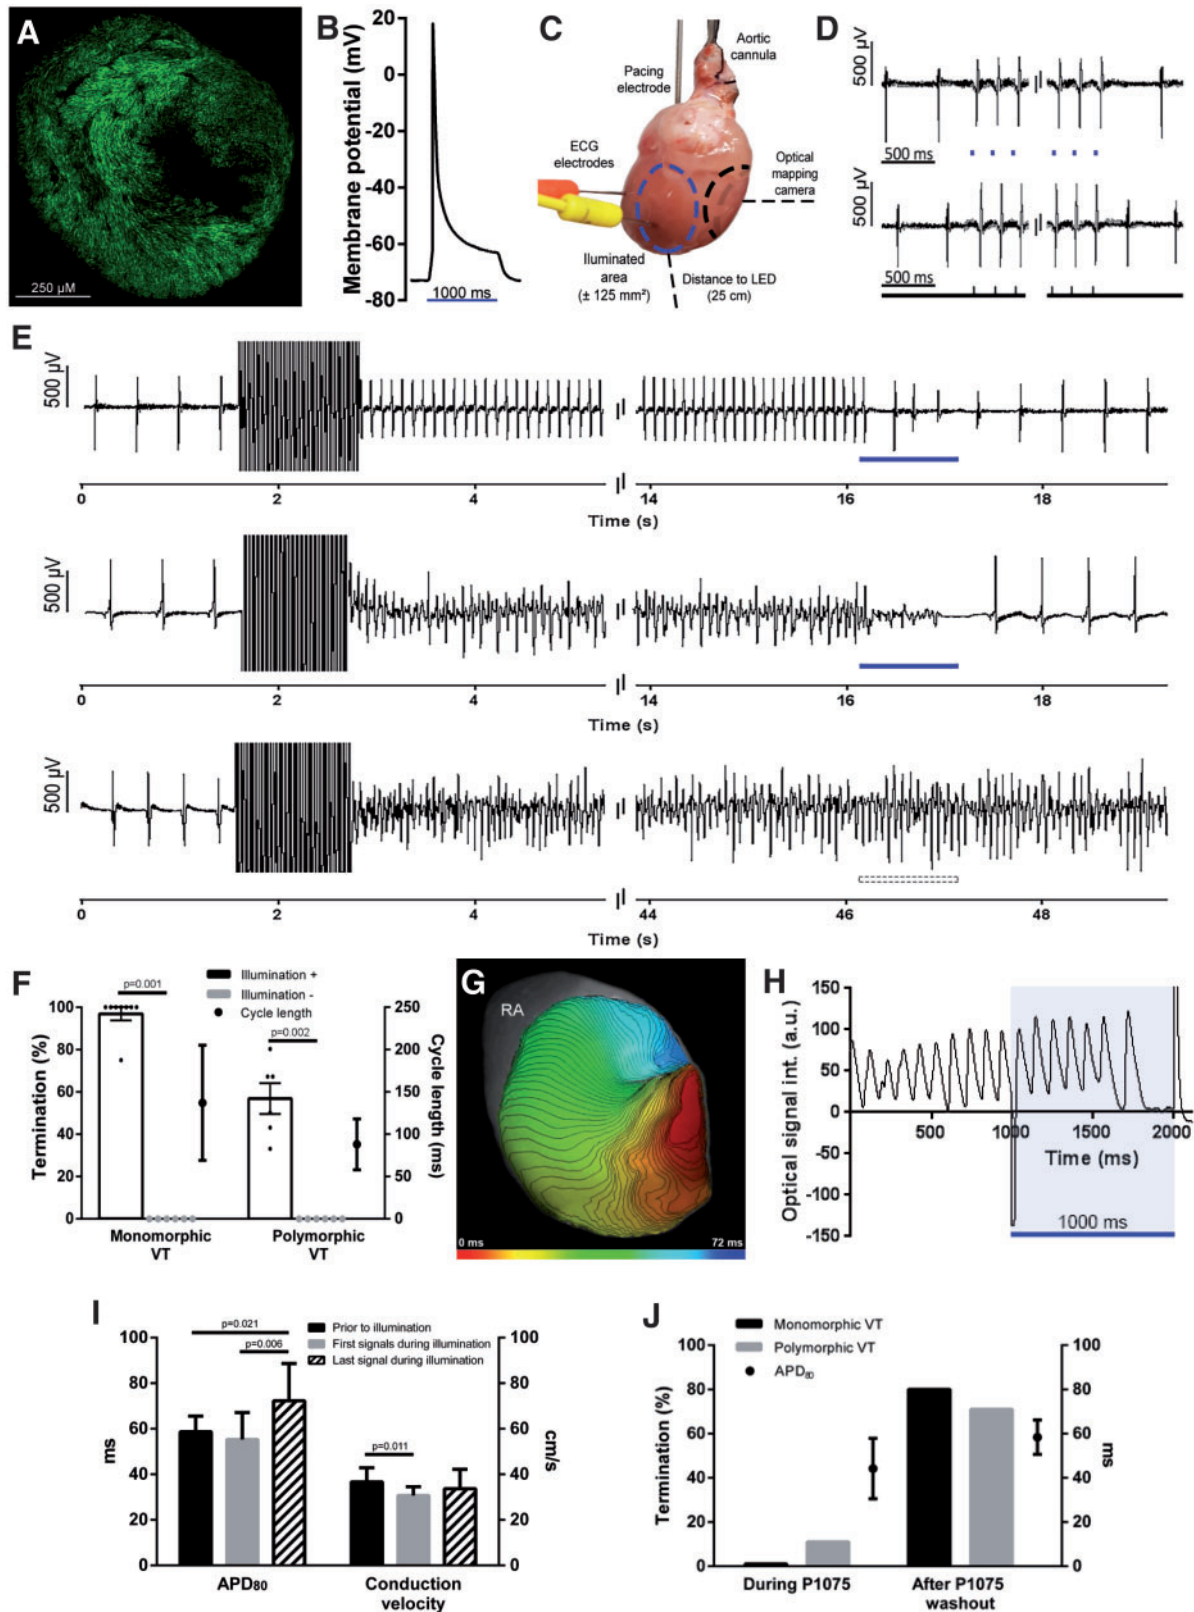 A
250 µM
B
Membrane potential (mV)
20
0
-20
-40
-60
-80
1000 ms
C
Aortic
cannula
Pacing
electrode
ECG
electrodes
Optical
mapping
camera
Illuminated
area
(± 125 mm²)
Distance to LED
(25 cm)
D
500 µV
500 ms
500 µV
500 ms
E
500 µV
0 2 4 14 16 18
Time (s) Time (s)
500 µV
0 2 4 14 16 18
Time (s) Time (s)
500 µV
0 2 4 44 46 48
Time (s) Time (s)
F
Illumination +
Illumination -
Cycle length
p=0.001
p=0.002
Termination (%)
100
80
60
40
20
0
Cycle length (ms)
250
200
150
100
50
0
Monomorphic
VT
Polymorphic
VT
G
RA
0 ms
72 ms
H
Optical signal int. (a.u.)
150
100
50
0
-50
-100
-150
500 1000 1500 2000
Time (ms)
1000 ms
I
p=0.021
p=0.006
p=0.011
Prior to illumination
First signals during illumination
Last signal during illumination
ms
100
80
60
40
20
0
cm/s
100
80
60
40
20
0
APD80
Conduction
velocity
J
Monomorphic VT
Polymorphic VT
APD80
Termination (%)
100
80
60
40
20
0
ms
100
80
60
40
20
0
During P1075
After P1075
washout